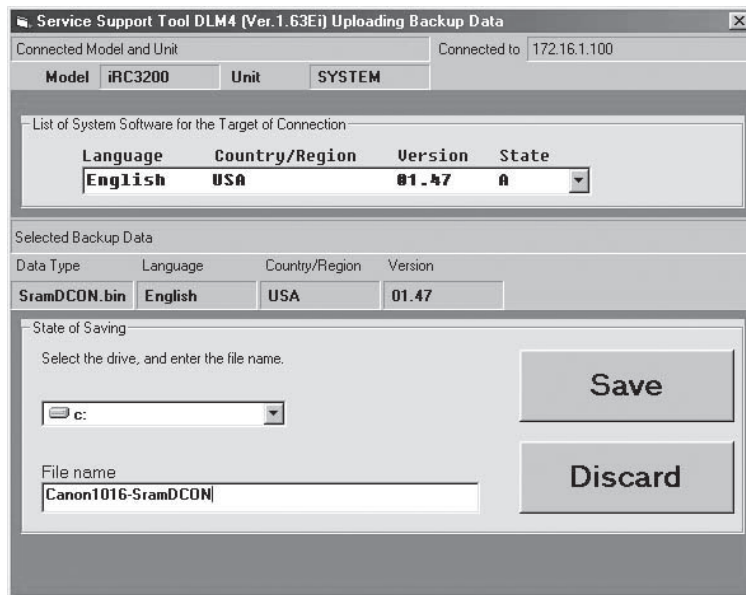 Service Support Tool DLM4 (Ver.1.63Ei) Uploading Backup Data
Connected Model and Unit
Connected to 172.16.1.100
Model iRC3200 Unit SYSTEM
List of System Software for the Target of Connection
Language Country/Region Version State
English USA 01.47 A
Selected Backup Data
Data Type Language Country/Region Version
SramDCON.bin English USA 01.47
State of Saving
Select the drive, and enter the file name.
Save
c:
Discard
File name
Canon1016-SramDCON